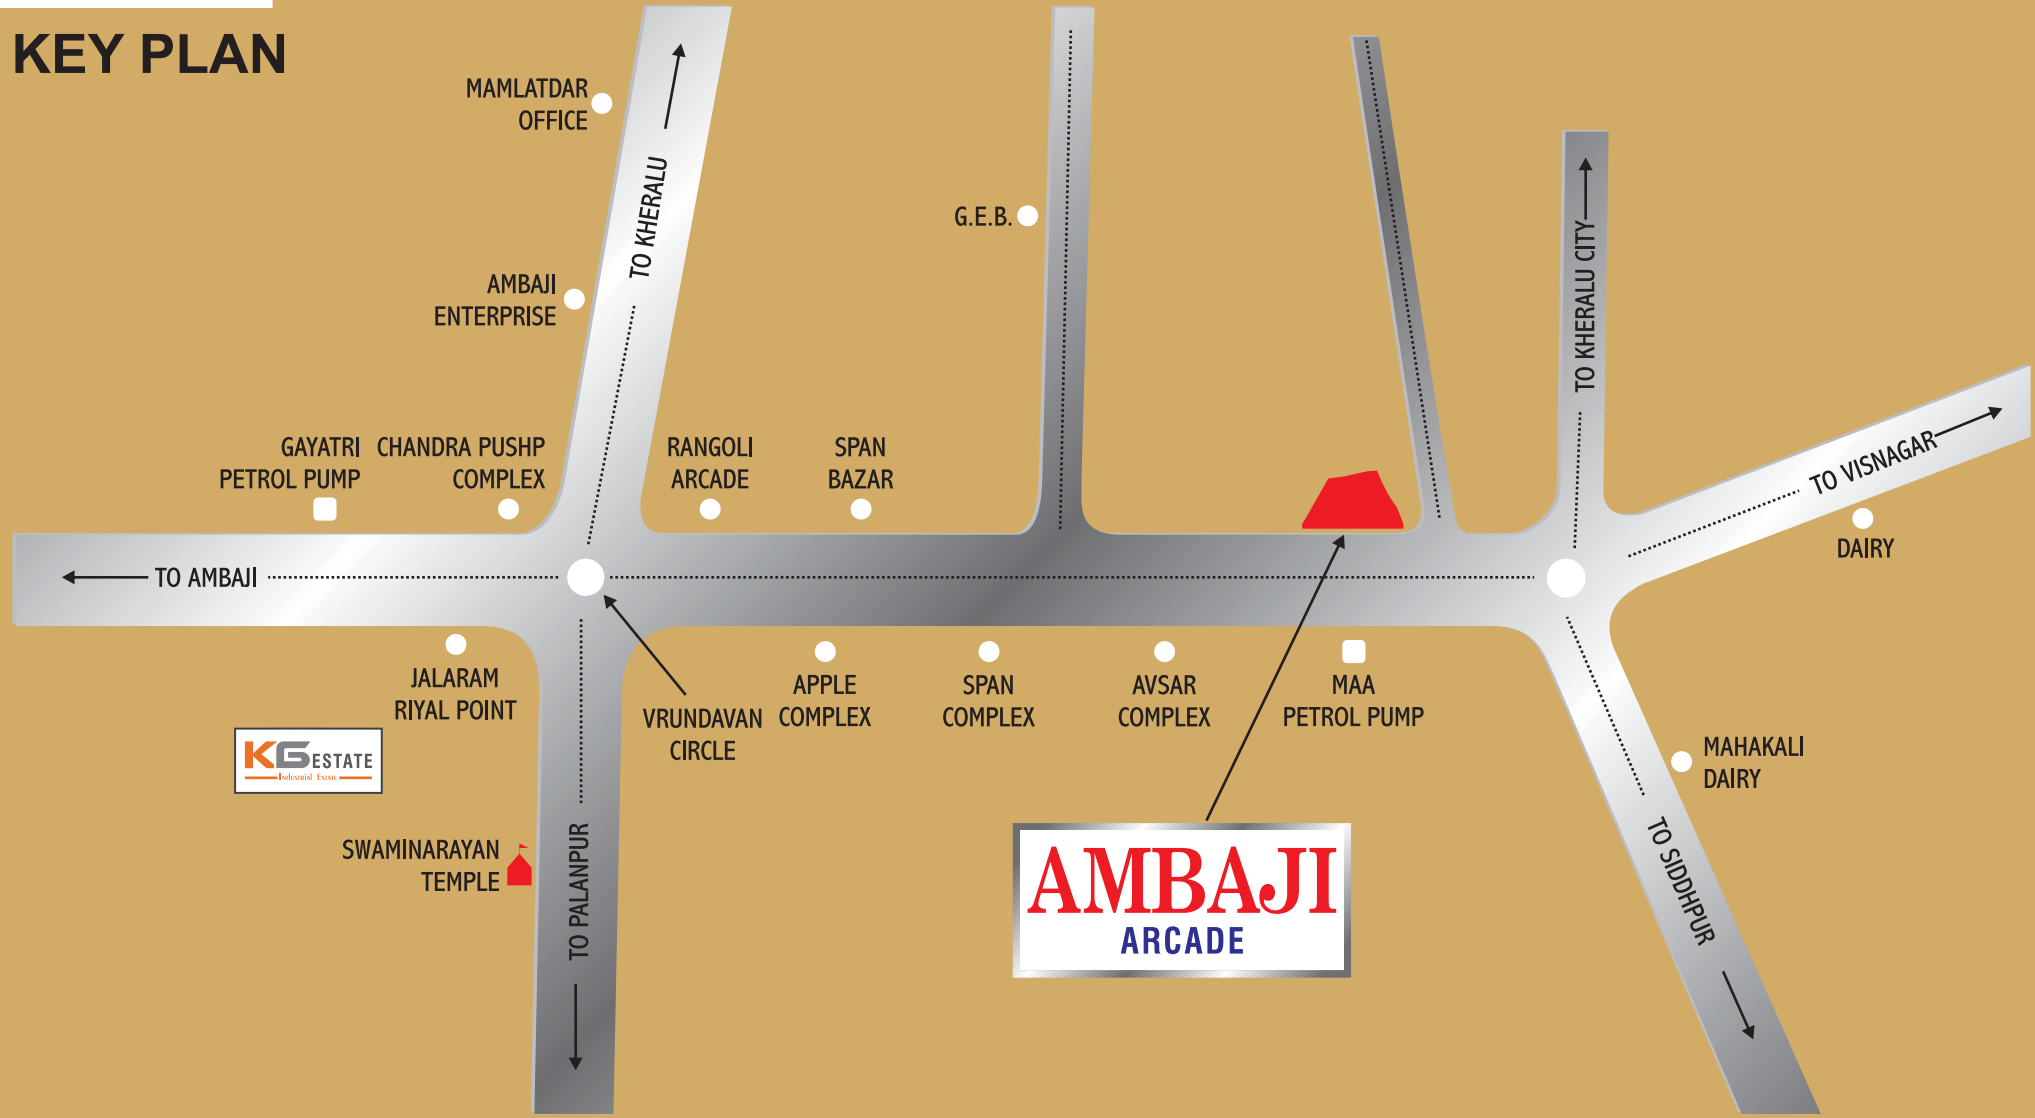 KEY PLAN
MAMLATDAR
OFFICE
TO KHERALU
G.E.B.
AMBAJI
ENTERPRISE
TO KHERALU CITY
GAYATRI
PETROL PUMP
CHANDRA PUSHP
COMPLEX
RANGOLI
ARCADE
SPAN
BAZAR
TO VISNAGAR
DAIRY
TO AMBAJI
JALARAM
RIYAL POINT
VRUNDAVAN
CIRCLE
APPLE
COMPLEX
SPAN
COMPLEX
AVSAR
COMPLEX
MAA
PETROL PUMP
MAHAKALI
DAIRY
KG ESTATE
Industrial Estate
SWAMINARAYAN
TEMPLE
TO PALANPUR
AMBAJI
ARCADE
TO SIDDHPUR